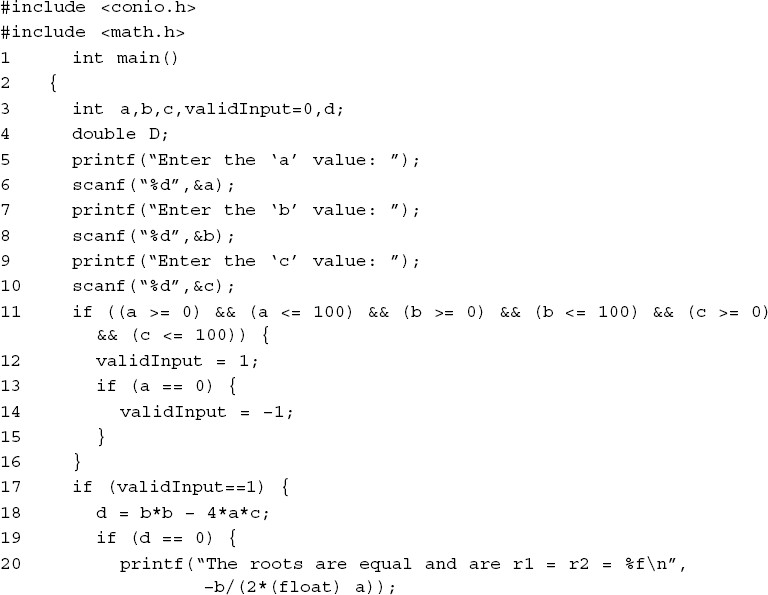 #include <conio.h>
#include <math.h>
1 int main()
2 {
3 int a,b,c,validInput=0,d;
4 double D;
5 printf(“Enter the ‘a’ value: ”);
6 scanf(“%d”,&a);
7 printf(“Enter the ‘b’ value: ”);
8 scanf(“%d”,&b);
9 printf(“Enter the ‘c’ value: ”);
10 scanf(“%d”,&c);
11 if ((a >= 0) && (a <= 100) && (b >= 0) && (b <= 100) && (c >= 0)
&& (c <= 100)) {
12 validInput = 1;
13 if (a == 0) {
14 validInput = -1;
15 }
16 }
17 if (validInput==1) {
18 d = b*b - 4*a*c;
19 if (d == 0) {
20 printf(“The roots are equal and are r1 = r2 = %f\n”,
-b/(2*(float) a));